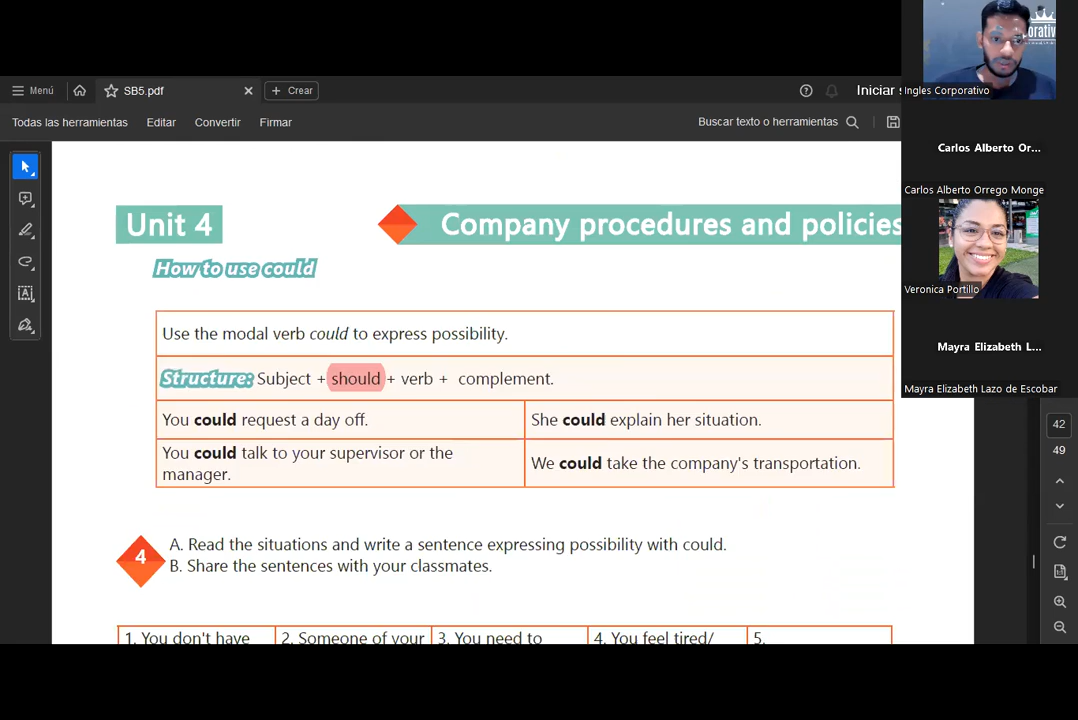 Menú
SB5.pdf
Crear
Iniciar s
Todas las herramientas
Editar
Convertir
Firmar
Buscar texto o herramientas
orativo
Ingles Corporativo
Carlos Alberto Or...
Carlos Alberto Orrego Monge
Veronica Portillo
Mayra Elizabeth L...
Mayra Elizabeth Lazo de Escobar
Unit 4
Company procedures and policies
How to use could
Use the modal verb could to express possibility.
Structure: Subject + should + verb + complement.
You could request a day off.
She could explain her situation.
You could talk to your supervisor or the
manager.
We could take the company's transportation.
4
A. Read the situations and write a sentence expressing possibility with could.
B. Share the sentences with your classmates.
1. You don't have
2. Someone of your
3. You need to
4. You feel tired/
5.
42
49